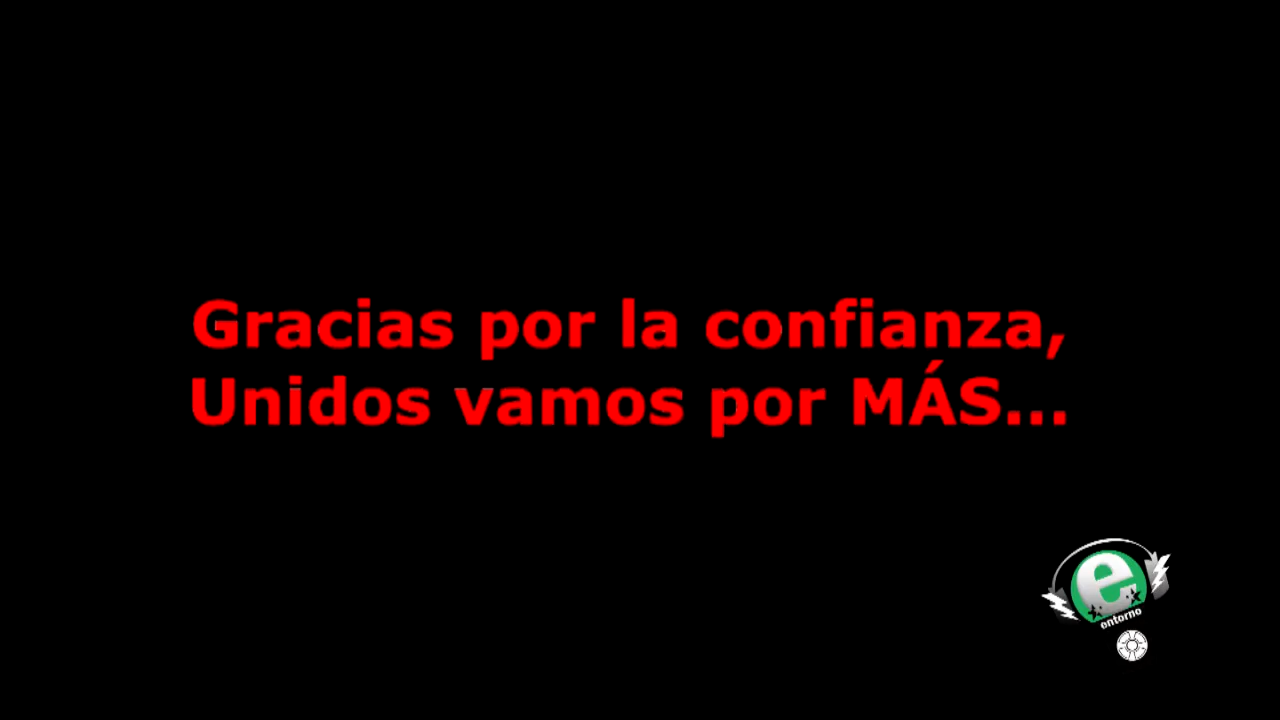 Gracias por la confianza,
Unidos vamos por MÁS...
e
entorno